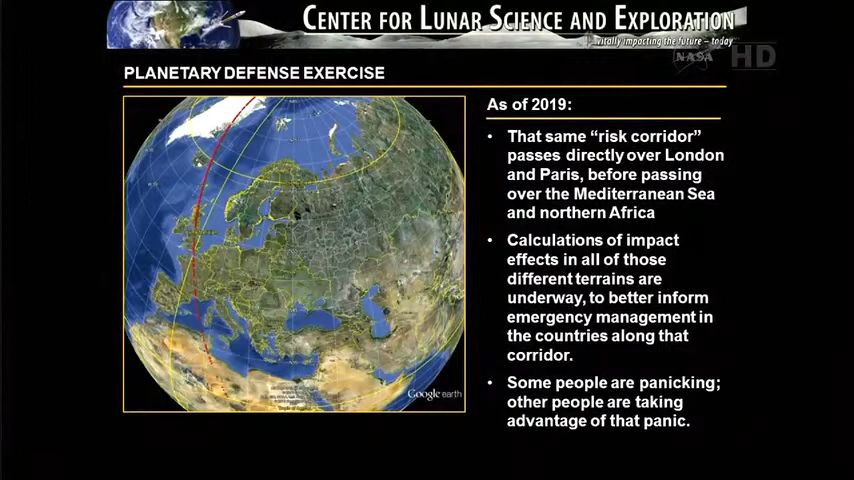 CENTER FOR LUNAR SCIENCE AND EXPLORATION
...vitally impacting the future – today
NASA HD
PLANETARY DEFENSE EXERCISE
As of 2019:
• That same “risk corridor”
passes directly over London
and Paris, before passing
over the Mediterranean Sea
and northern Africa
• Calculations of impact
effects in all of those
different terrains are
underway, to better inform
emergency management in
the countries along that
corridor.
• Some people are panicking;
other people are taking
advantage of that panic.
Google earth